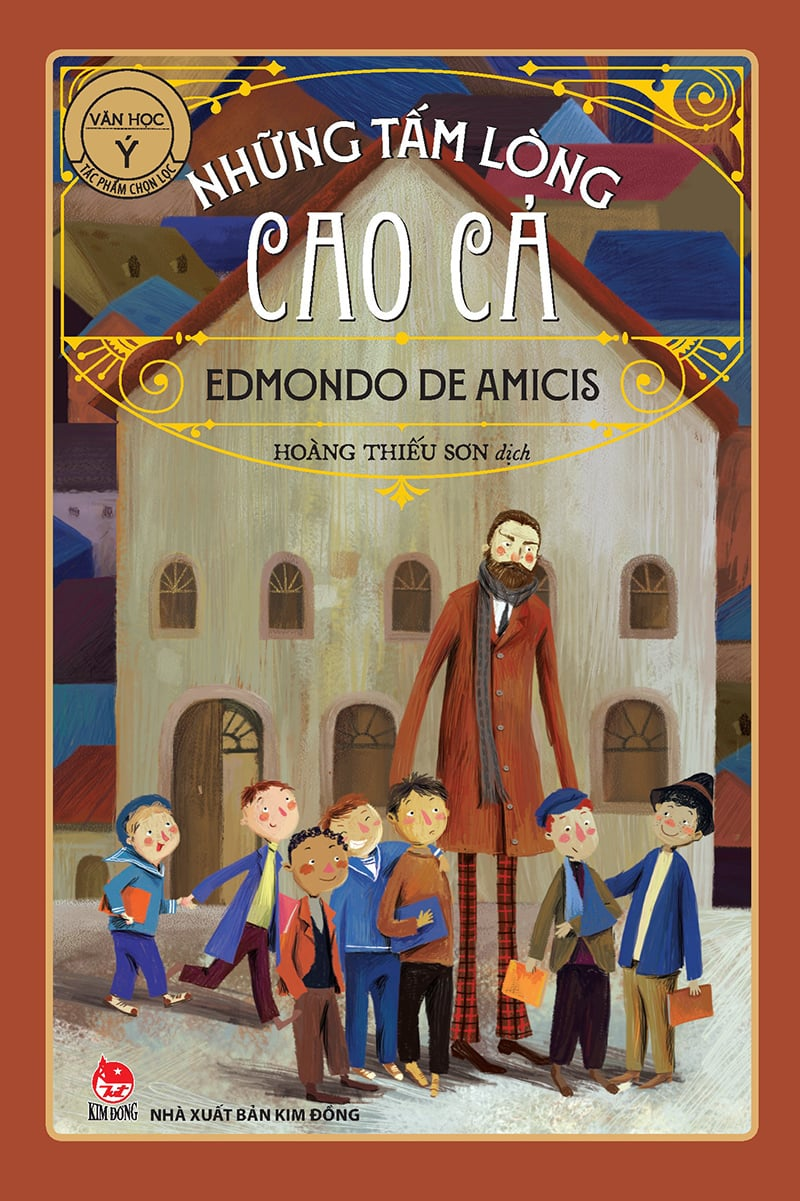 VĂN HỌC
Ý
TÁC PHẨM CHỌN LỌC
NHỮNG TẤM LÒNG
CAO CẢ
EDMONDO DE AMICIS
HOÀNG THIẾU SƠN dịch
KIM ĐỒNG
NHÀ XUẤT BẢN KIM ĐỒNG